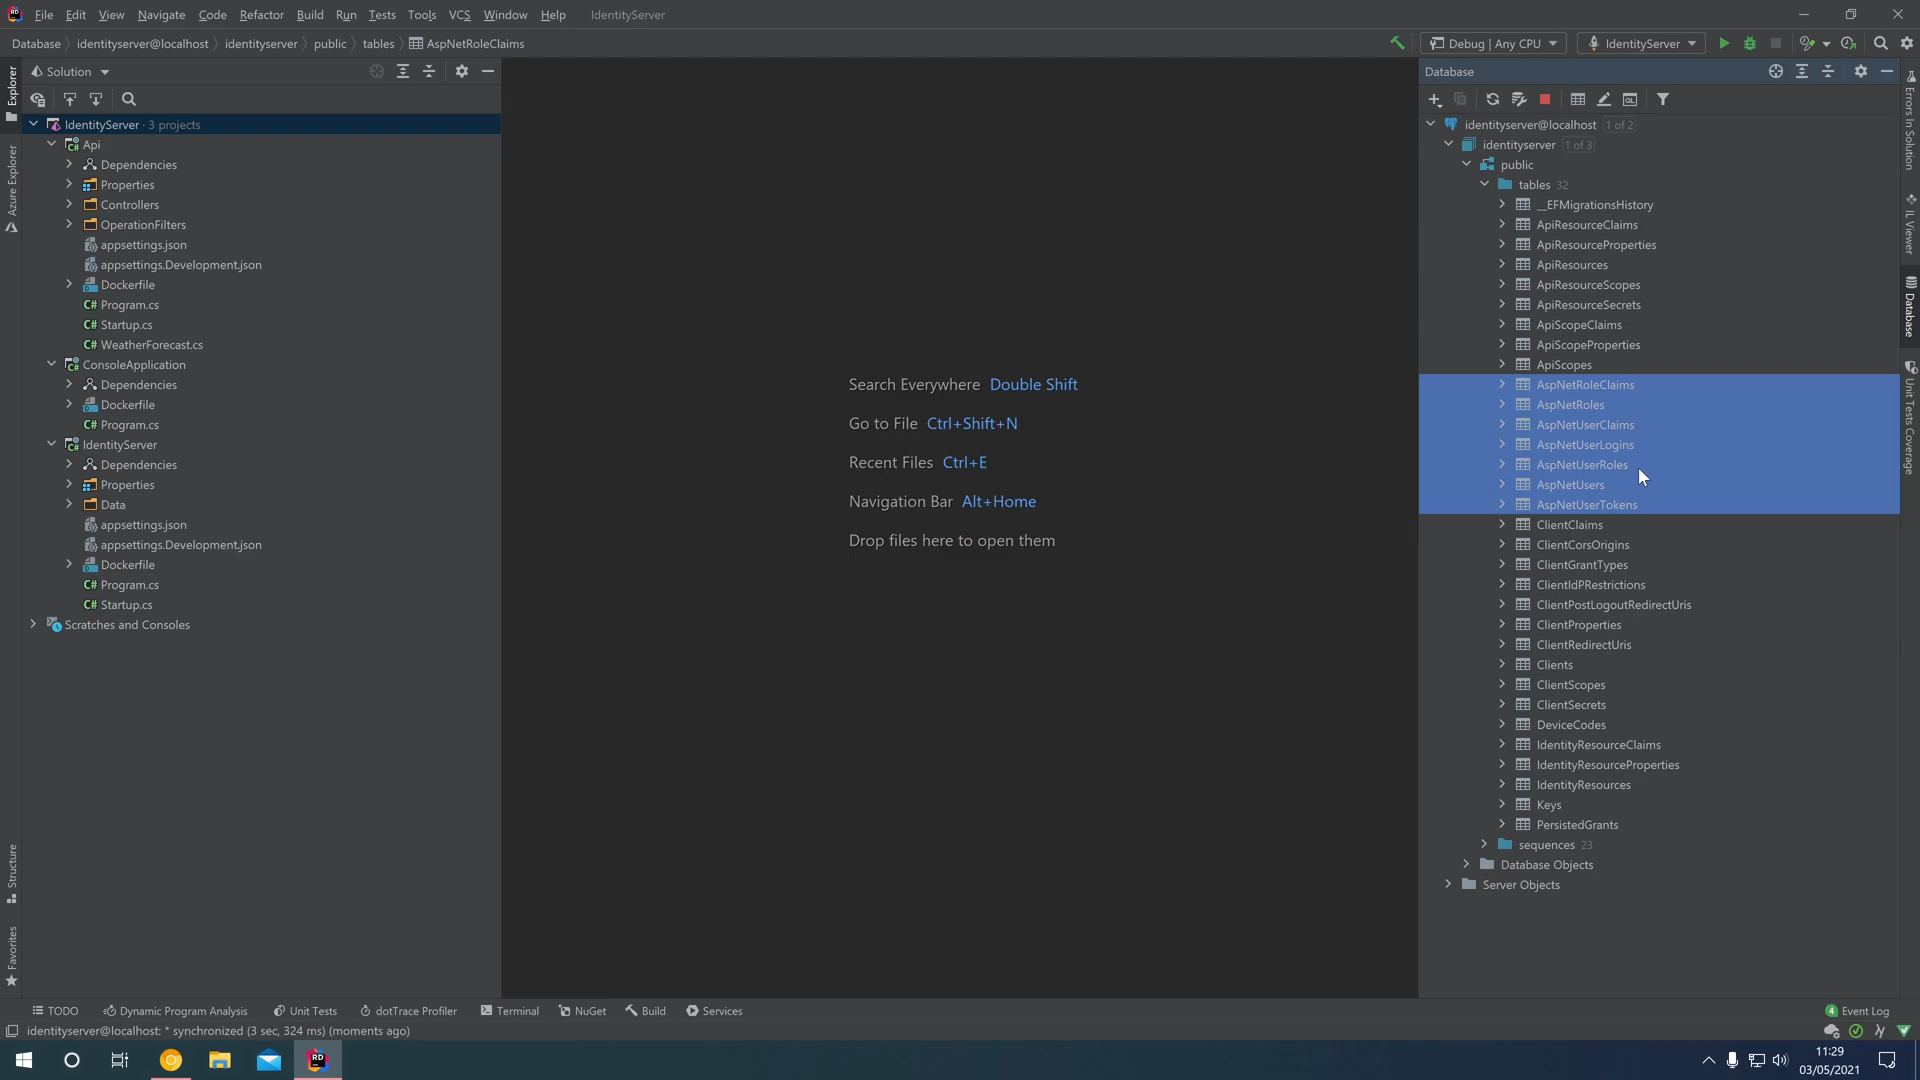 File Edit View Navigate Code Refactor Build Run Tests Tools VCS Window Help IdentityServer
Database identityserver@localhost identityserver public tables AspNetRoleClaims
Debug | Any CPU IdentityServer
Explorer
Azure Explorer
Structure
Favorites
Solution
IdentityServer · 3 projects
Api
Dependencies
Properties
Controllers
OperationFilters
appsettings.json
appsettings.Development.json
Dockerfile
C# Program.cs
C# Startup.cs
C# WeatherForecast.cs
ConsoleApplication
Dependencies
Dockerfile
C# Program.cs
IdentityServer
Dependencies
Properties
Data
appsettings.json
appsettings.Development.json
Dockerfile
C# Program.cs
C# Startup.cs
Scratches and Consoles
Search Everywhere Double Shift
Go to File Ctrl+Shift+N
Recent Files Ctrl+E
Navigation Bar Alt+Home
Drop files here to open them
Database
identityserver@localhost 1 of 2
identityserver 1 of 3
public
tables 32
__EFMigrationsHistory
ApiResourceClaims
ApiResourceProperties
ApiResources
ApiResourceScopes
ApiResourceSecrets
ApiScopeClaims
ApiScopeProperties
ApiScopes
AspNetRoleClaims
AspNetRoles
AspNetUserClaims
AspNetUserLogins
AspNetUserRoles
AspNetUsers
AspNetUserTokens
ClientClaims
ClientCorsOrigins
ClientGrantTypes
ClientIdPRestrictions
ClientPostLogoutRedirectUris
ClientProperties
ClientRedirectUris
Clients
ClientScopes
ClientSecrets
DeviceCodes
IdentityResourceClaims
IdentityResourceProperties
IdentityResources
Keys
PersistedGrants
sequences 23
Database Objects
Server Objects
Errors In Solution
IL Viewer
Database
Unit Tests Coverage
TODO Dynamic Program Analysis Unit Tests dotTrace Profiler Terminal NuGet Build Services 4 Event Log
identityserver@localhost: * synchronized (3 sec, 324 ms) (moments ago)
RD
11:29
03/05/2021